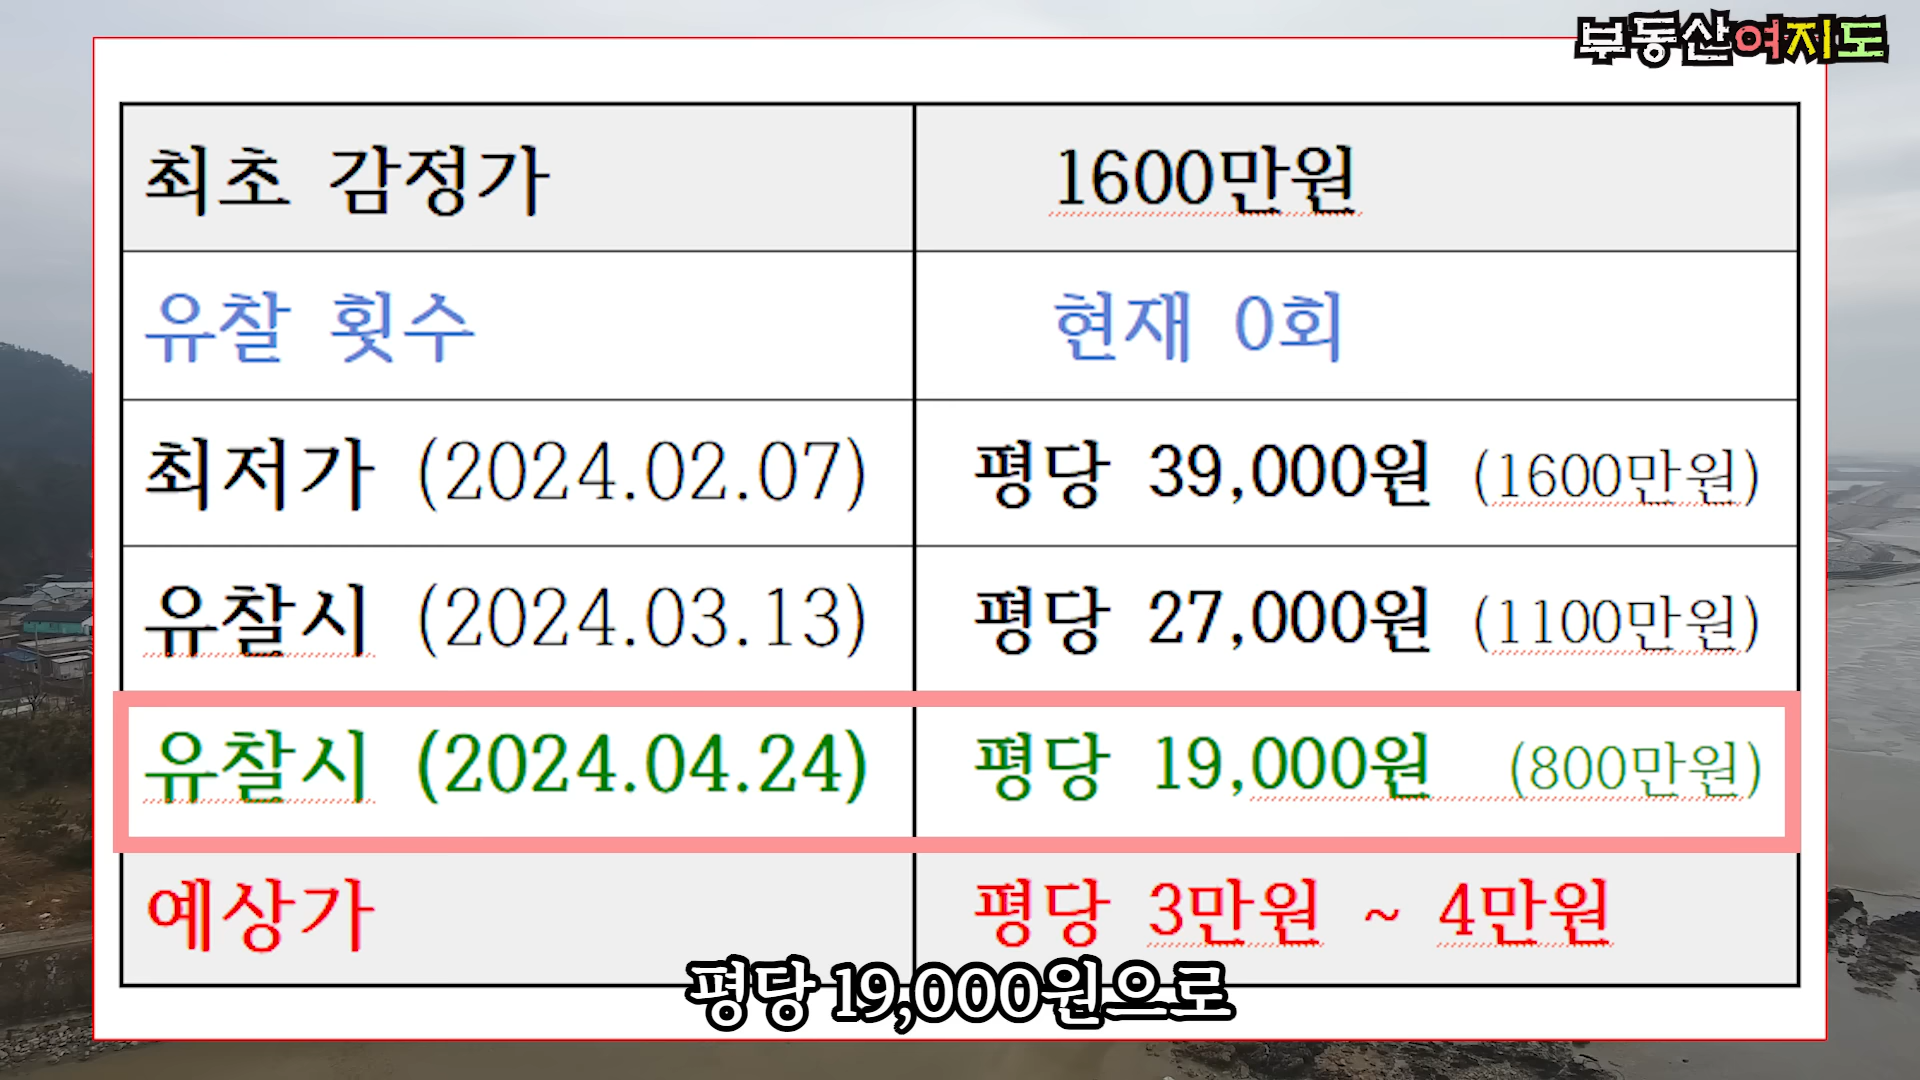 부동산여지도
최초 감정가 1600만원
유찰 횟수 현재 0회
최저가 (2024.02.07) 평당 39,000원 (1600만원)
유찰시 (2024.03.13) 평당 27,000원 (1100만원)
유찰시 (2024.04.24) 평당 19,000원 (800만원)
예상가 평당 3만원 ~ 4만원
평당 19,000원으로